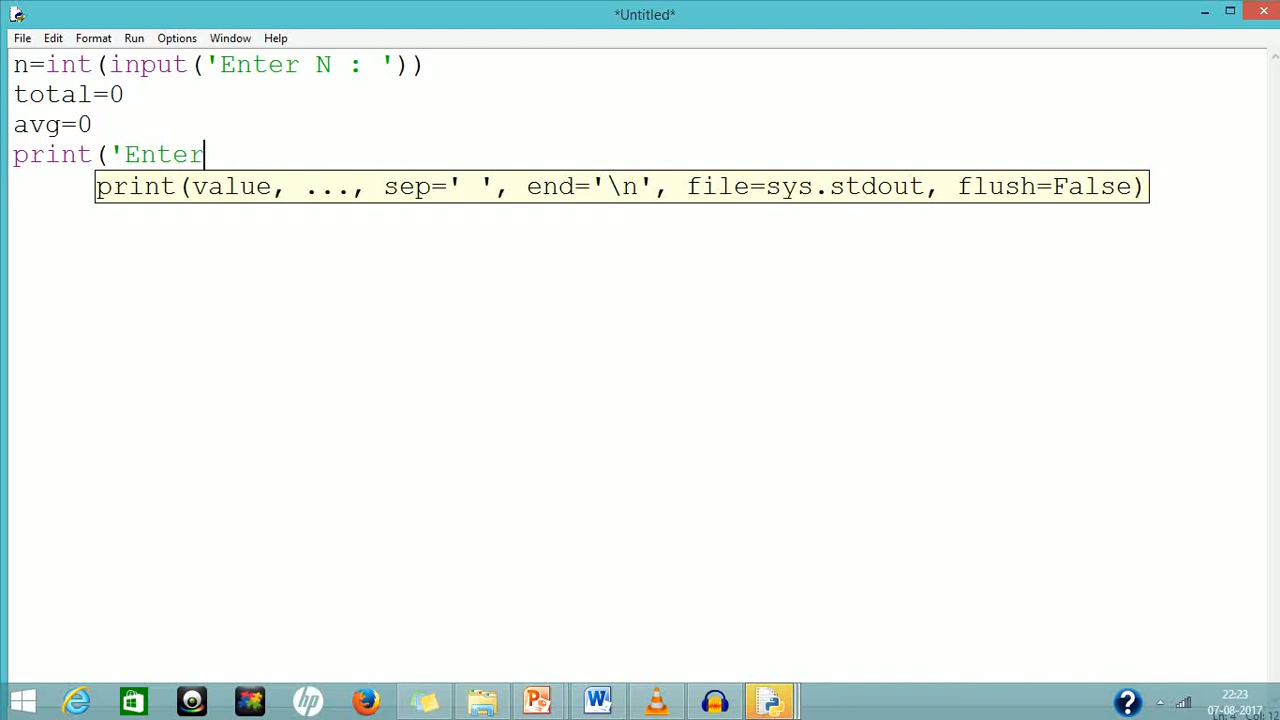 *Untitled*
File Edit Format Run Options Window Help
n=int(input('Enter N : '))
total=0
avg=0
print('Enter
print(value, ..., sep=' ', end='\n', file=sys.stdout, flush=False)
hp
22:23
07-08-2017